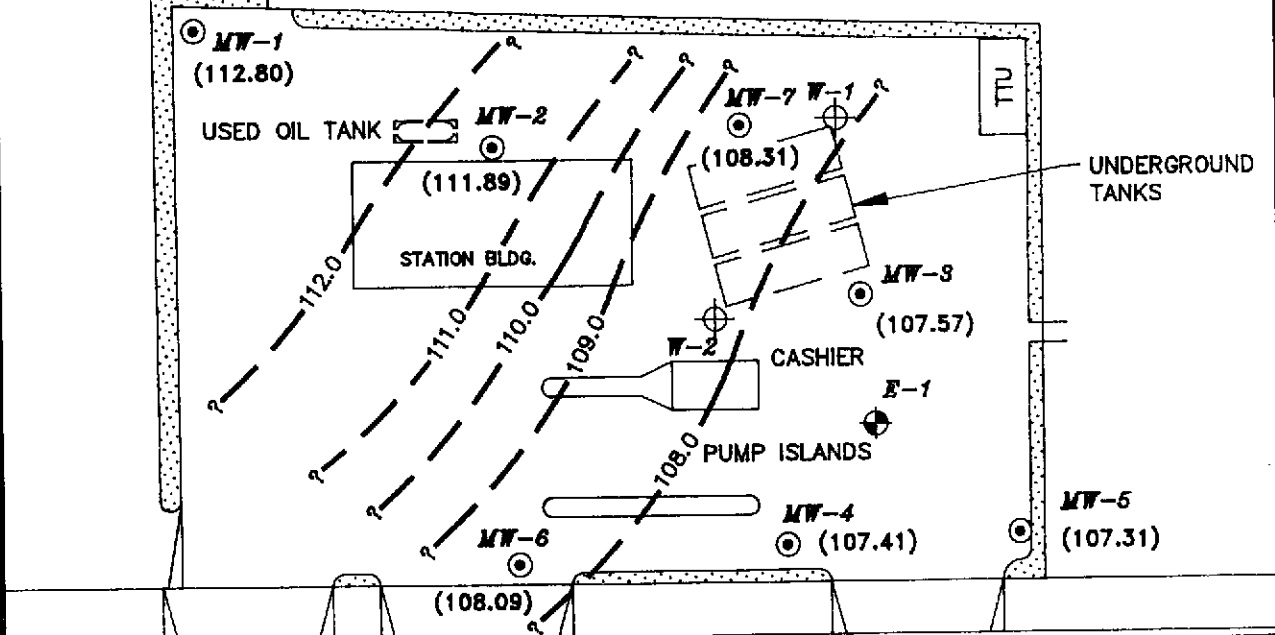 MW-1
(112.80)
USED OIL TANK
MW-2
(111.89)
MW-7
W-1
(108.31)
TTU
UNDERGROUND
TANKS
STATION BLDG.
112.0
111.0
110.0
109.0
108.0
MW-3
(107.57)
W-2
CASHIER
E-1
PUMP ISLANDS
MW-4
(107.41)
MW-5
(107.31)
MW-6
(108.09)
?
?
?
?
?
?
?
?
?
?